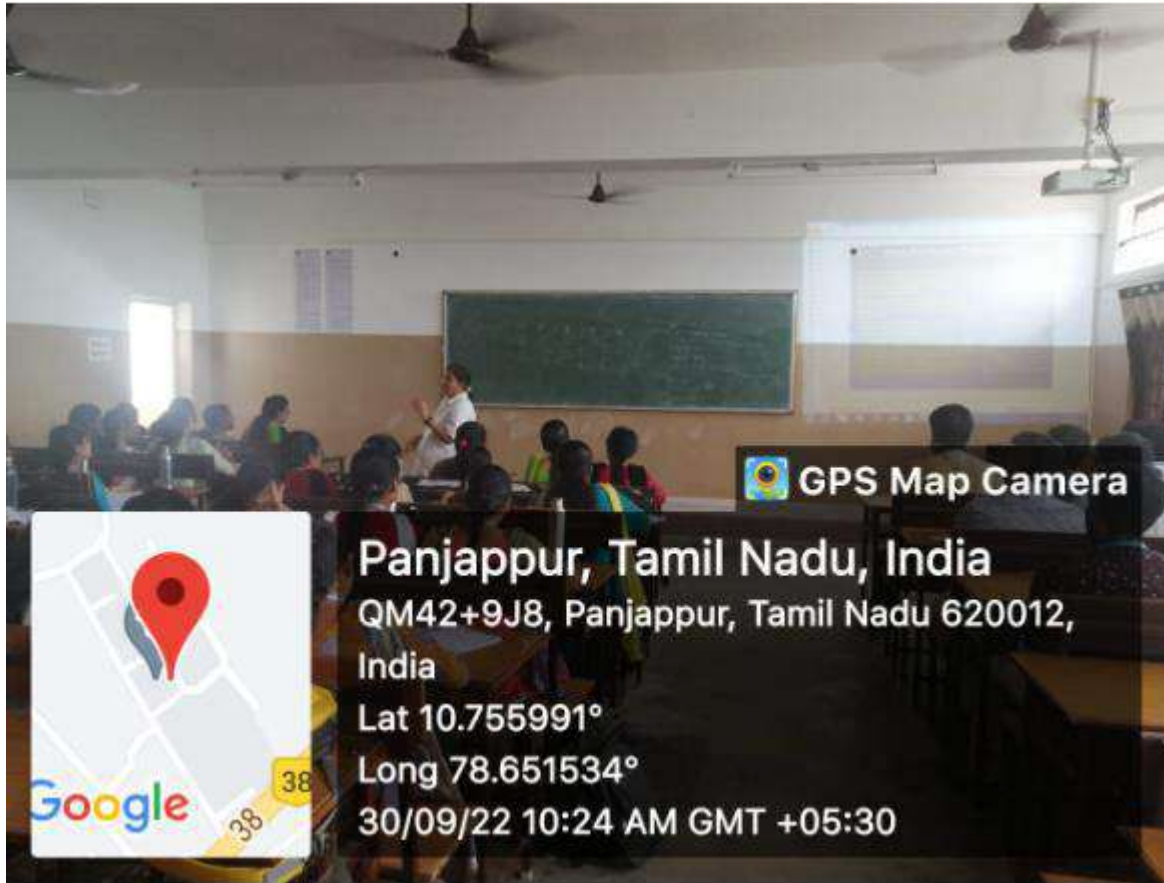 GPS Map Camera
Panjappur, Tamil Nadu, India
QM42+9J8, Panjappur, Tamil Nadu 620012,
India
Lat 10.755991°
Long 78.651534°
30/09/22 10:24 AM GMT +05:30
Google
38
38